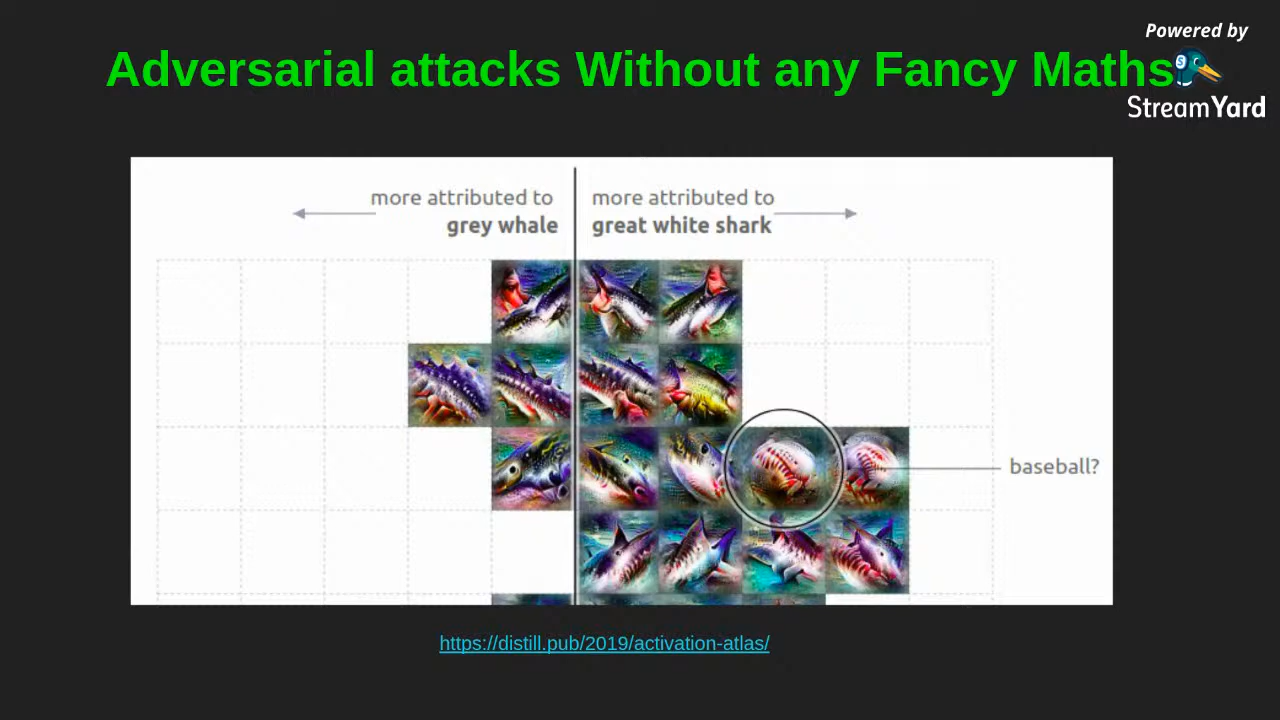 Powered by
Adversarial attacks Without any Fancy Maths
StreamYard
more attributed to
grey whale
more attributed to
great white shark
baseball?
https://distill.pub/2019/activation-atlas/